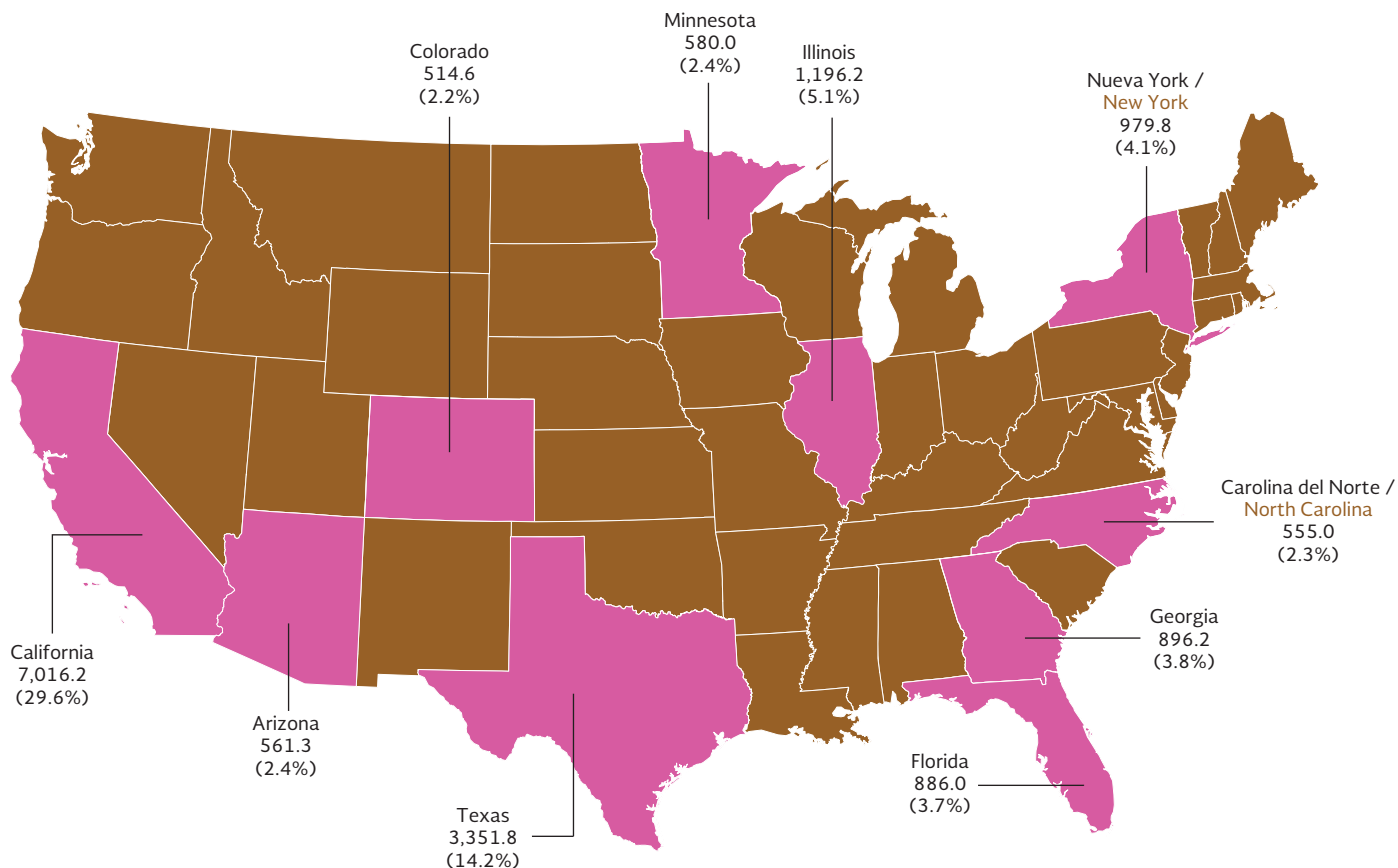 Minnesota
580.0
(2.4%)
Colorado
514.6
(2.2%)
Illinois
1,196.2
(5.1%)
Nueva York /
New York
979.8
(4.1%)
Carolina del Norte /
North Carolina
555.0
(2.3%)
Georgia
896.2
(3.8%)
California
7,016.2
(29.6%)
Arizona
561.3
(2.4%)
Florida
886.0
(3.7%)
Texas
3,351.8
(14.2%)